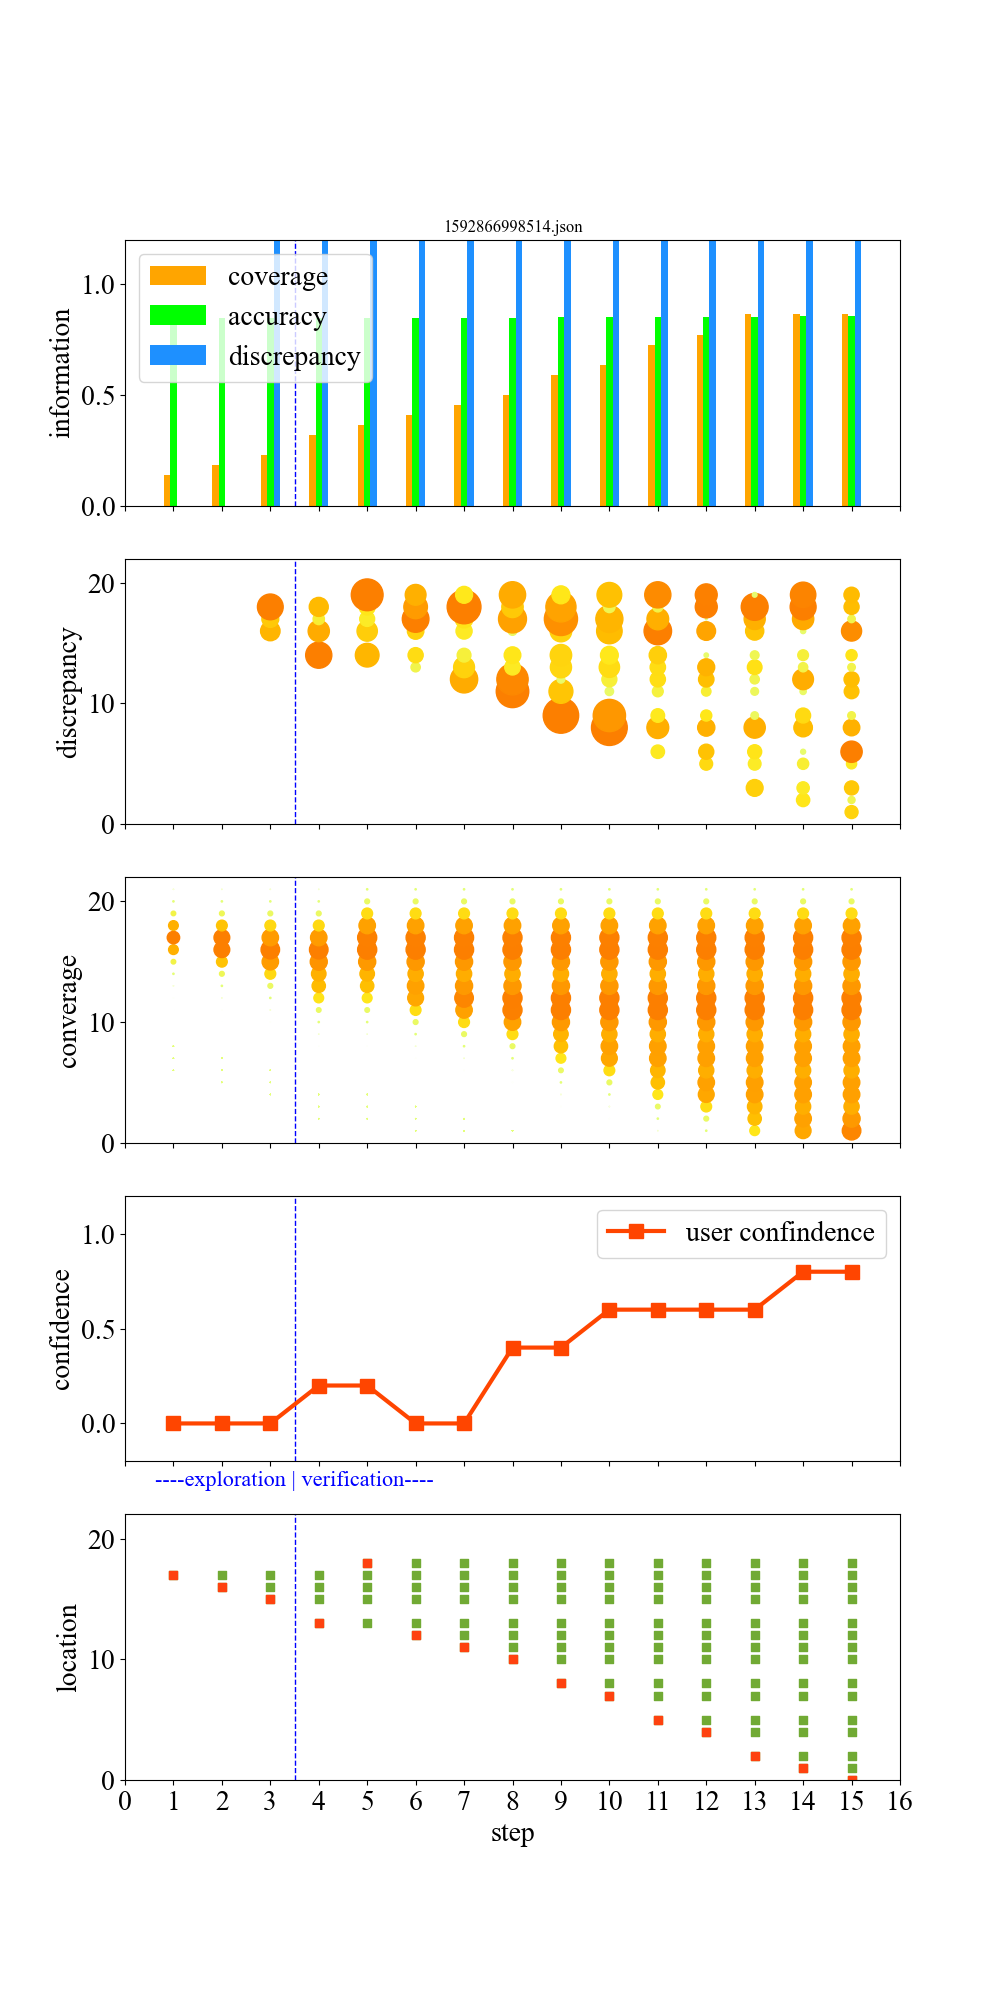 1592866998514.json
information
1.0
0.5
0.0
coverage
accuracy
discrepancy
discrepancy
20
10
0
converage
20
10
0
confidence
1.0
0.5
0.0
user confindence
----exploration | verification----
location
20
10
0
0 1 2 3 4 5 6 7 8 9 10 11 12 13 14 15 16
step